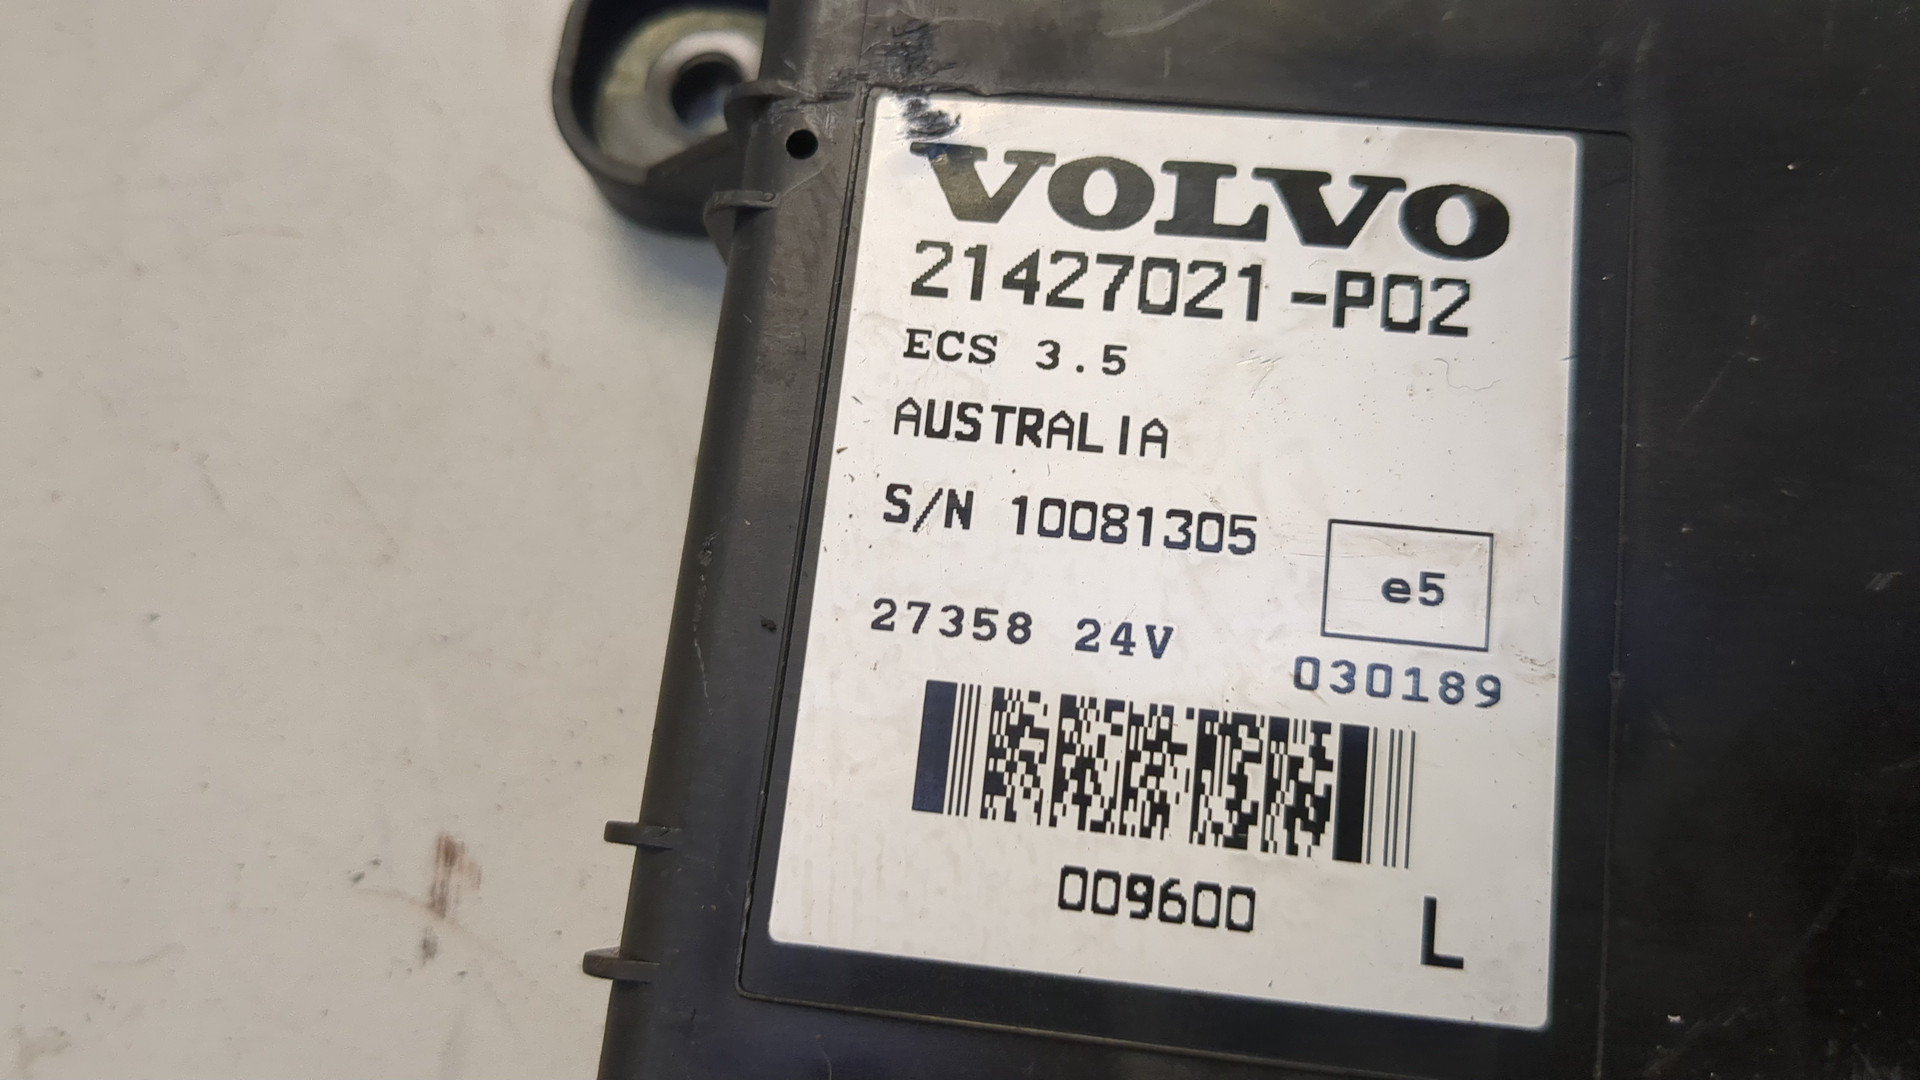 VOLVO
21427021-P02
ECS 3.5
AUSTRALIA
S/N 10081305
e5
27358 24V
030189
009600
L